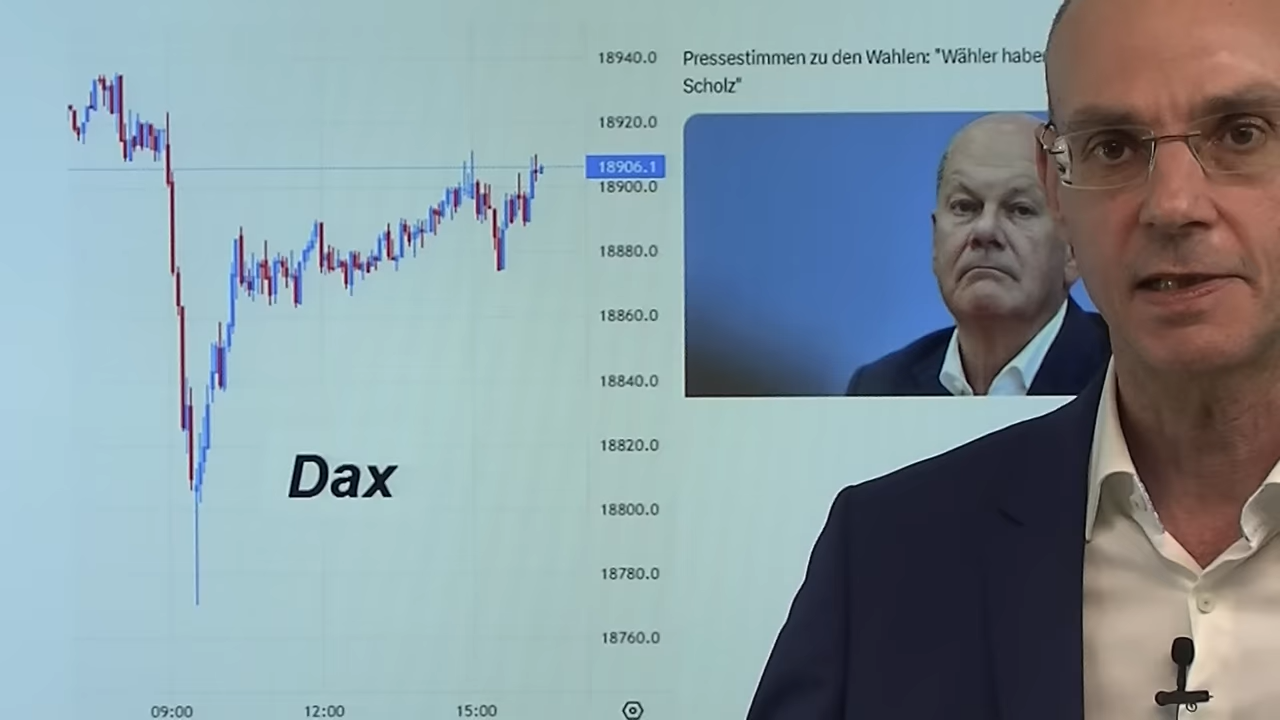 18940.0
18920.0
18906.1
18900.0
18880.0
18860.0
18840.0
18820.0
18800.0
18780.0
18760.0
09:00 12:00 15:00
Dax
Pressestimmen zu den Wahlen: "Wähler habe
Scholz"